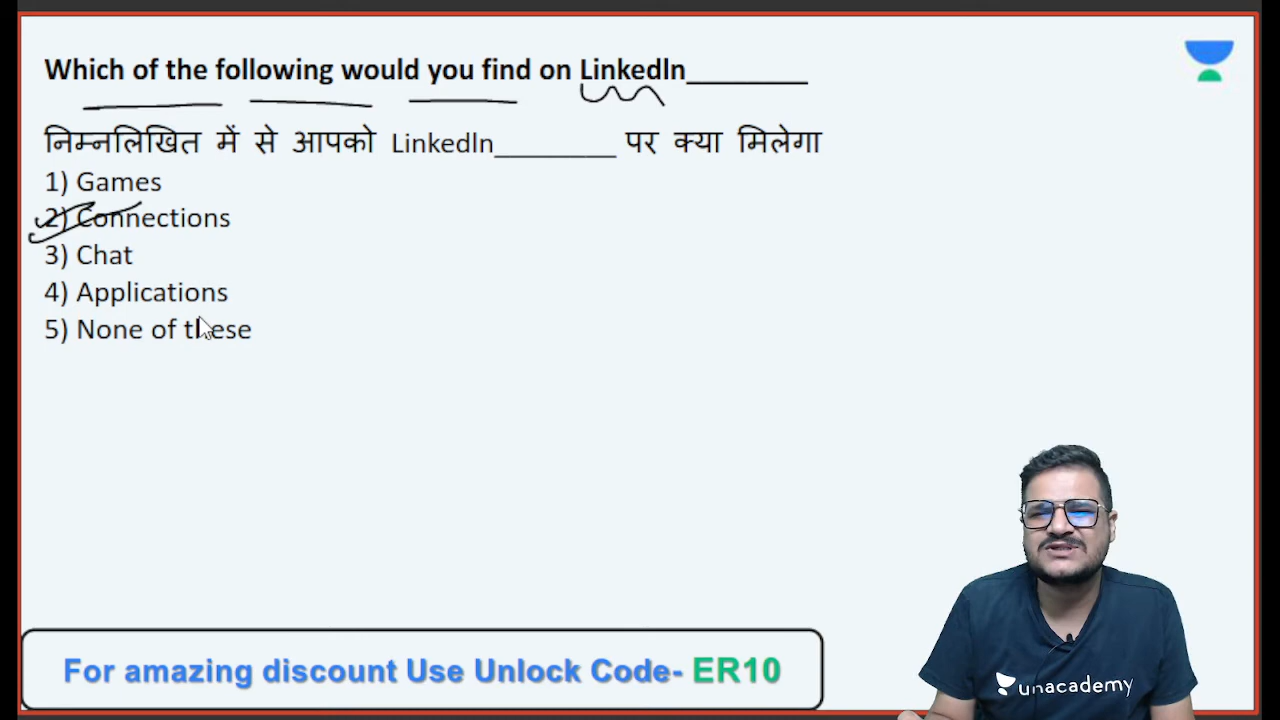 Which of the following would you find on LinkedIn________
निम्नलिखित में से आपको LinkedIn________ पर क्या मिलेगा
1) Games
2) Connections
3) Chat
4) Applications
5) None of these
For amazing discount Use Unlock Code- ER10
unacademy